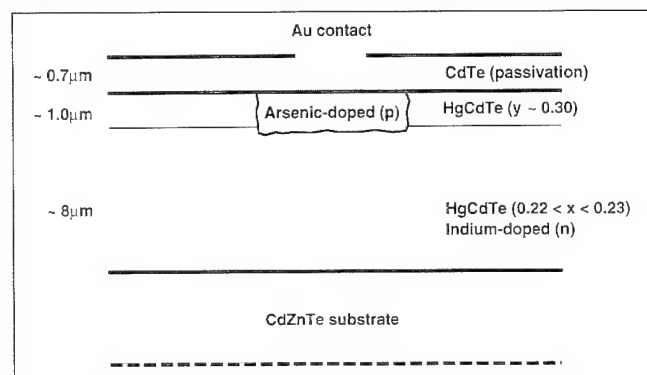 Au contact
~ 0.7μm
CdTe (passivation)
~ 1.0μm
Arsenic-doped (p)
HgCdTe (y ~ 0.30)
~ 8μm
HgCdTe (0.22 < x < 0.23)
Indium-doped (n)
CdZnTe substrate